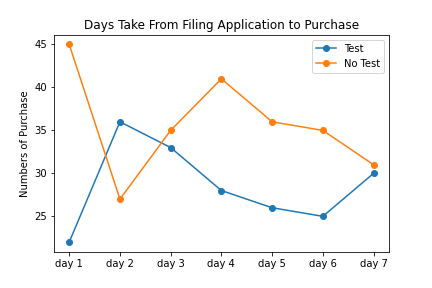 Days Take From Filing Application to Purchase
Test
No Test
Numbers of Purchase
45
40
35
30
25
day 1 day 2 day 3 day 4 day 5 day 6 day 7